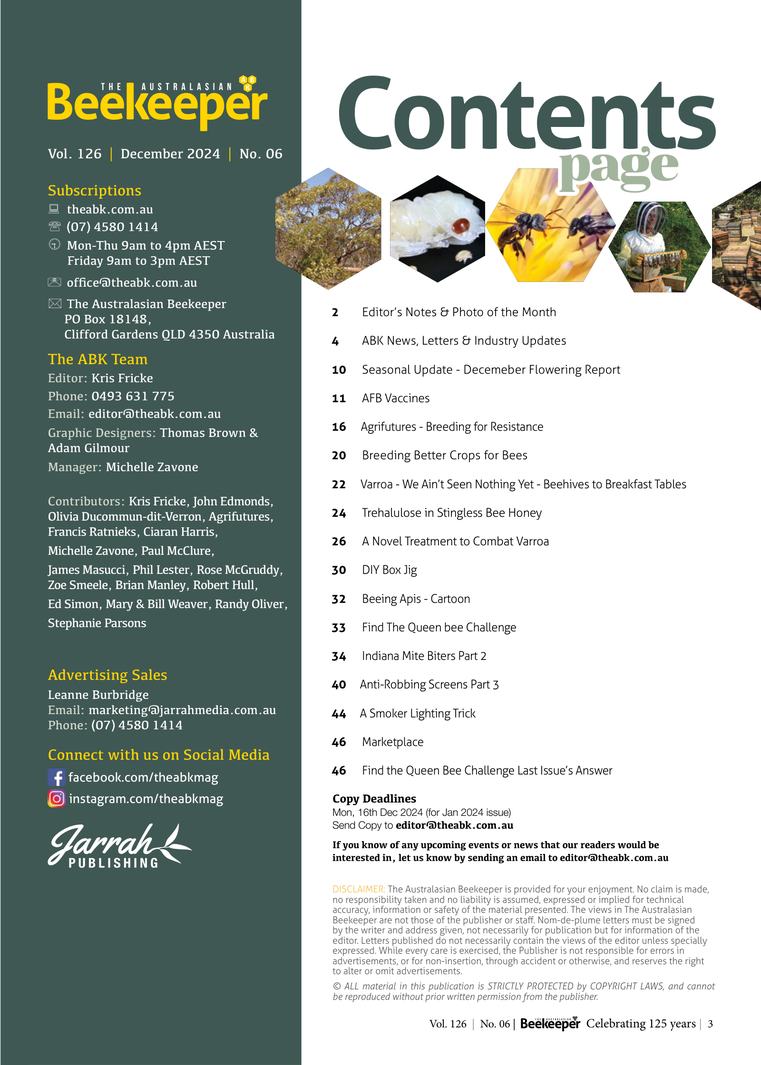 THE AUSTRALASIAN
Beekeeper
Vol. 126 | December 2024 | No. 06
Subscriptions
theabk.com.au
(07) 4580 1414
Mon-Thu 9am to 4pm AEST
Friday 9am to 3pm AEST
office@theabk.com.au
The Australasian Beekeeper
PO Box 18148,
Clifford Gardens QLD 4350 Australia
The ABK Team
Editor: Kris Fricke
Phone: 0493 631 775
Email: editor@theabk.com.au
Graphic Designers: Thomas Brown &
Adam Gilmour
Manager: Michelle Zavone
Contributors: Kris Fricke, John Edmonds,
Olivia Ducommun-dit-Verron, Agrifutures,
Francis Ratnieks, Ciaran Harris,
Michelle Zavone, Paul McClure,
James Masucci, Phil Lester, Rose McGruddy,
Zoe Smeele, Brian Manley, Robert Hull,
Ed Simon, Mary & Bill Weaver, Randy Oliver,
Stephanie Parsons
Advertising Sales
Leanne Burbridge
Email: marketing@jarrahmedia.com.au
Phone: (07) 4580 1414
Connect with us on Social Media
facebook.com/theabkmag
instagram.com/theabkmag
Jarrah
PUBLISHING
Contents
page
2 Editor's Notes & Photo of the Month
4 ABK News, Letters & Industry Updates
10 Seasonal Update - Decemeber Flowering Report
11 AFB Vaccines
16 Agrifutures - Breeding for Resistance
20 Breeding Better Crops for Bees
22 Varroa - We Ain't Seen Nothing Yet - Beehives to Breakfast Tables
24 Trehalulose in Stingless Bee Honey
26 A Novel Treatment to Combat Varroa
30 DIY Box Jig
32 Beeing Apis - Cartoon
33 Find The Queen bee Challenge
34 Indiana Mite Biters Part 2
40 Anti-Robbing Screens Part 3
44 A Smoker Lighting Trick
46 Marketplace
46 Find the Queen Bee Challenge Last Issue's Answer
Copy Deadlines
Mon, 16th Dec 2024 (for Jan 2024 issue)
Send Copy to editor@theabk.com.au
If you know of any upcoming events or news that our readers would be
interested in, let us know by sending an email to editor@theabk.com.au
DISCLAIMER: The Australasian Beekeeper is provided for your enjoyment. No claim is made,
no responsibility taken and no liability is assumed, expressed or implied for technical
accuracy, information or safety of the material presented. The views in The Australasian
Beekeeper are not those of the publisher or staff. Nom-de-plume letters must be signed
by the writer and address given, not necessarily for publication but for information of the
editor. Letters published do not necessarily contain the views of the editor unless specially
expressed. While every care is exercised, the Publisher is not responsible for errors in
advertisements, or for non-insertion, through accident or otherwise, and reserves the right
to alter or omit advertisements.
© ALL material in this publication is STRICTLY PROTECTED by COPYRIGHT LAWS, and cannot
be reproduced without prior written permission from the publisher.
Vol. 126 | No. 06 | Beekeeper Celebrating 125 years | 3